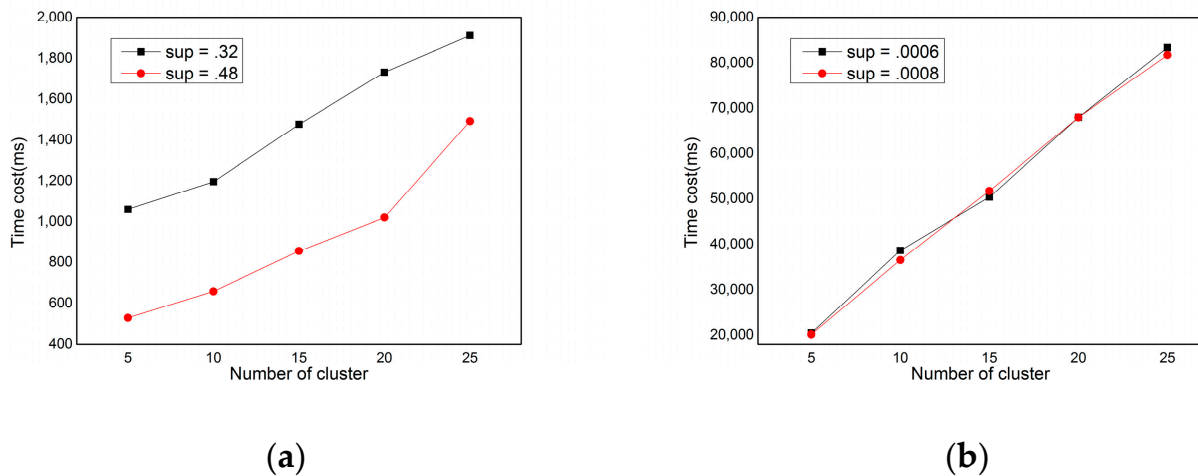 2,000
1,800
1,600
1,400
1,200
1,000
800
600
400
Time cost(ms)
sup = .32
sup = .48
5 10 15 20 25
Number of cluster
(a)
90,000
80,000
70,000
60,000
50,000
40,000
30,000
20,000
Time cost(ms)
sup = .0006
sup = .0008
5 10 15 20 25
Number of cluster
(b)